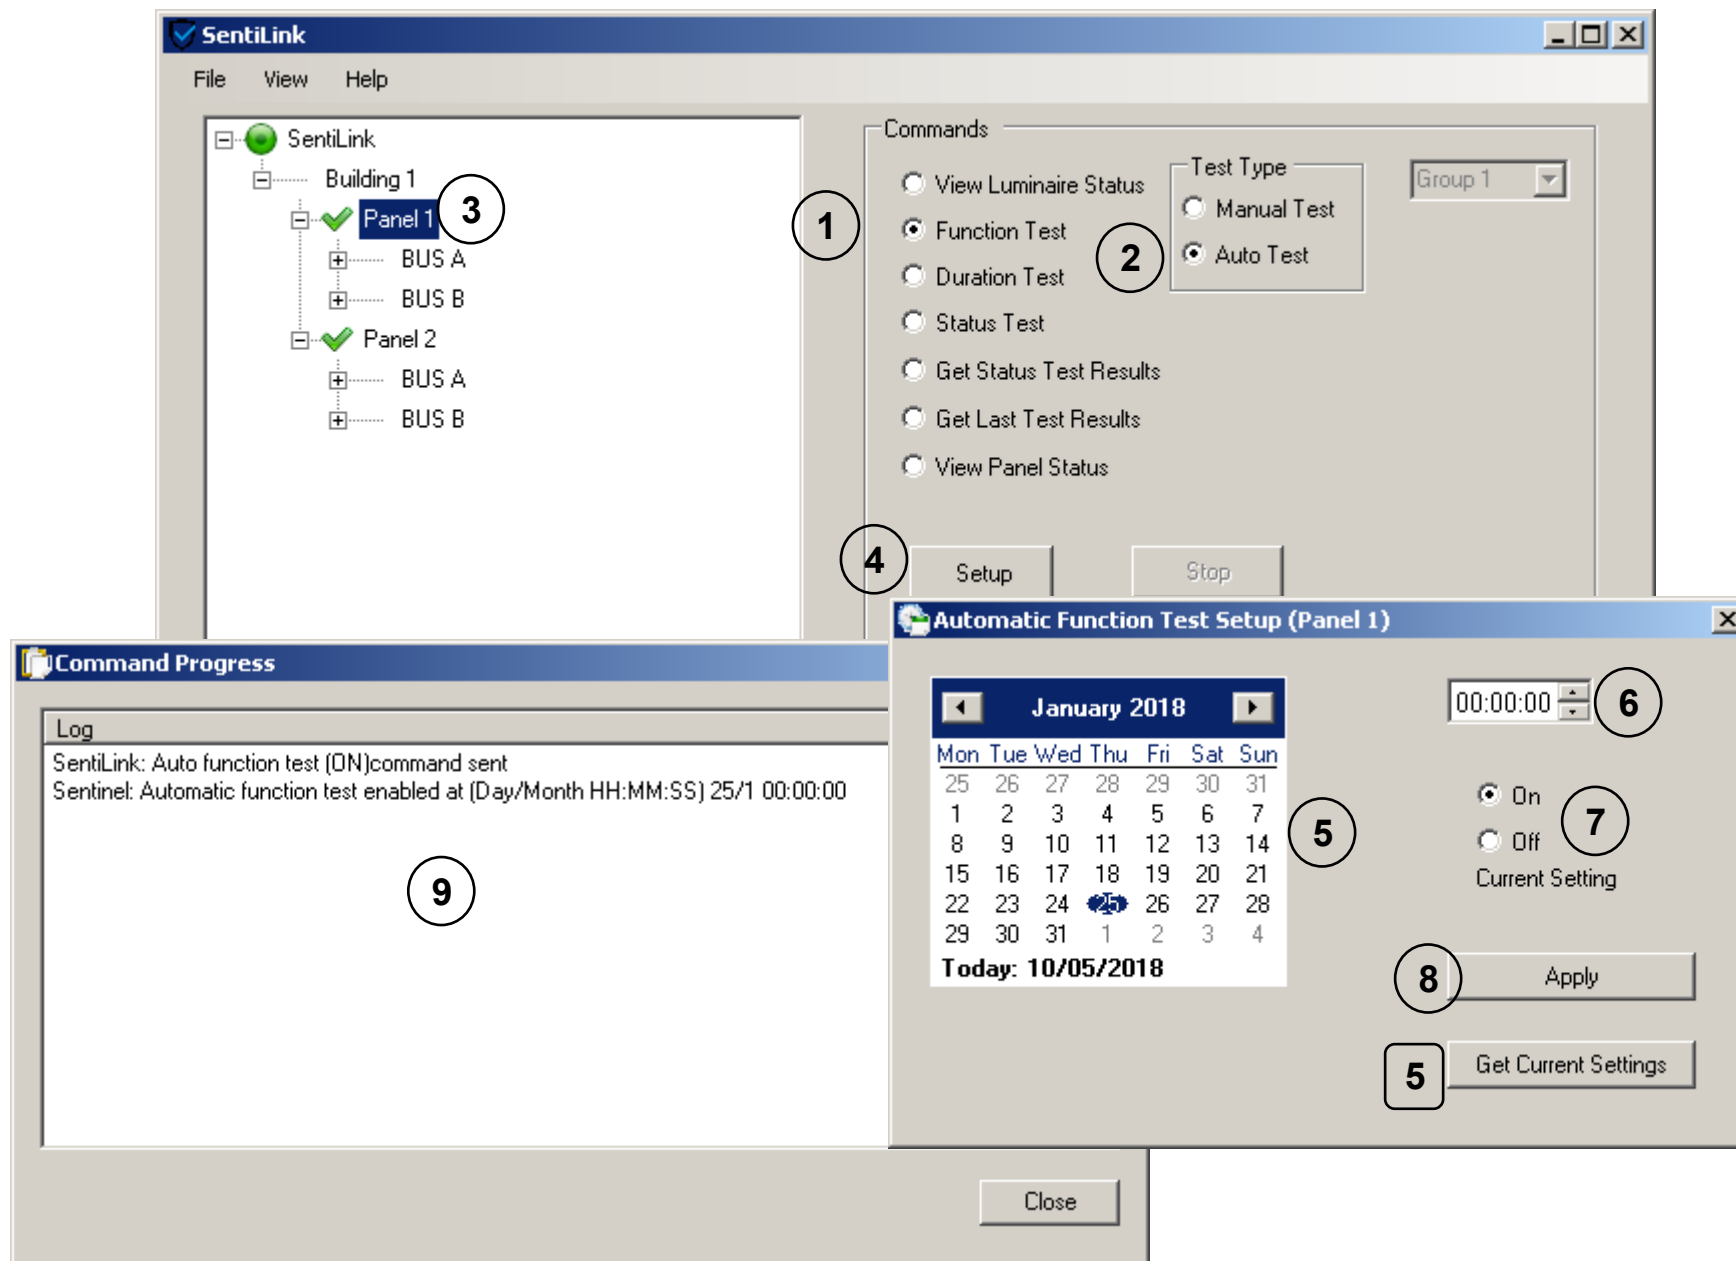 SentiLink
File View Help
SentiLink
Building 1
Panel 1
3
BUS A
BUS B
Panel 2
BUS A
BUS B
Commands
View Luminaire Status
1
Function Test
Duration Test
Status Test
Get Status Test Results
Get Last Test Results
View Panel Status
Test Type
Manual Test
2
Auto Test
Group 1
4
Setup
Stop
Automatic Function Test Setup (Panel 1)
January 2018
Mon Tue Wed Thu Fri Sat Sun
25 26 27 28 29 30 31
1 2 3 4 5 6 7
8 9 10 11 12 13 14
15 16 17 18 19 20 21
22 23 24 25 26 27 28
29 30 31 1 2 3 4
Today: 10/05/2018
5
00:00:00
6
On
Off
7
Current Setting
8
Apply
5
Get Current Settings
Command Progress
Log
SentiLink: Auto function test (ON)command sent
Sentinel: Automatic function test enabled at (Day/Month HH:MM:SS) 25/1 00:00:00
9
Close